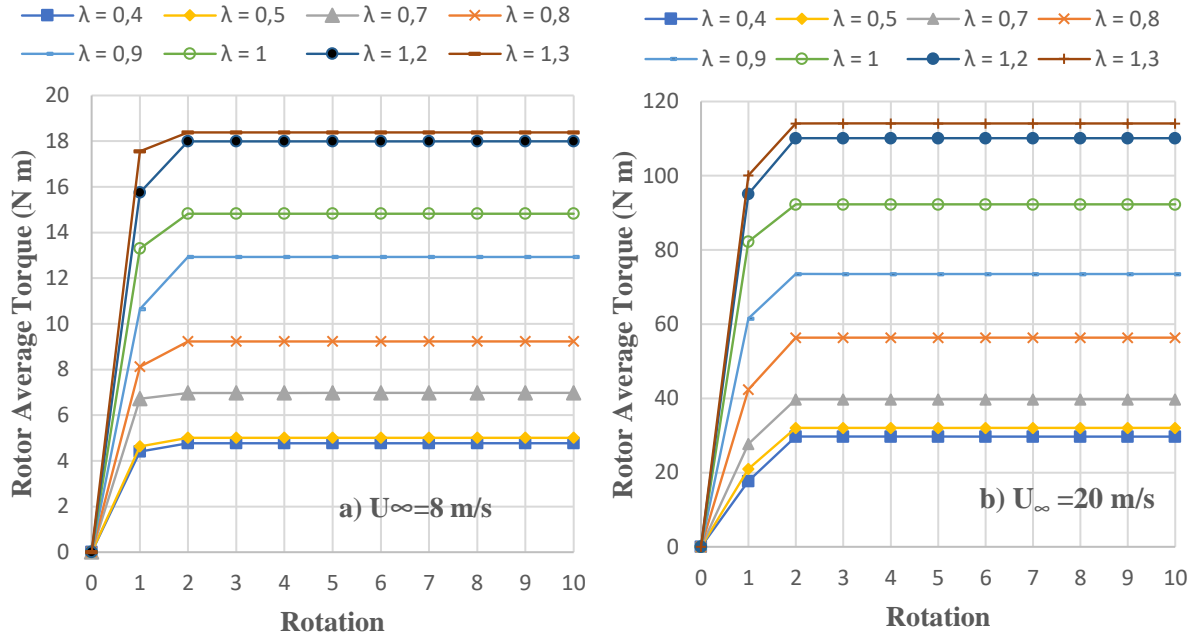 λ = 0,4 λ = 0,5 λ = 0,7 λ = 0,8
λ = 0,9 λ = 1 λ = 1,2 λ = 1,3
20
18
16
14
12
10
8
6
4
2
0
Rotor Average Torque (N m)
a) U∞=8 m/s
0 1 2 3 4 5 6 7 8 9 10
Rotation
λ = 0,4 λ = 0,5 λ = 0,7 λ = 0,8
λ = 0,9 λ = 1 λ = 1,2 λ = 1,3
120
100
80
60
40
20
0
Rotor Average Torque (N m)
b) U∞ =20 m/s
0 1 2 3 4 5 6 7 8 9 10
Rotation